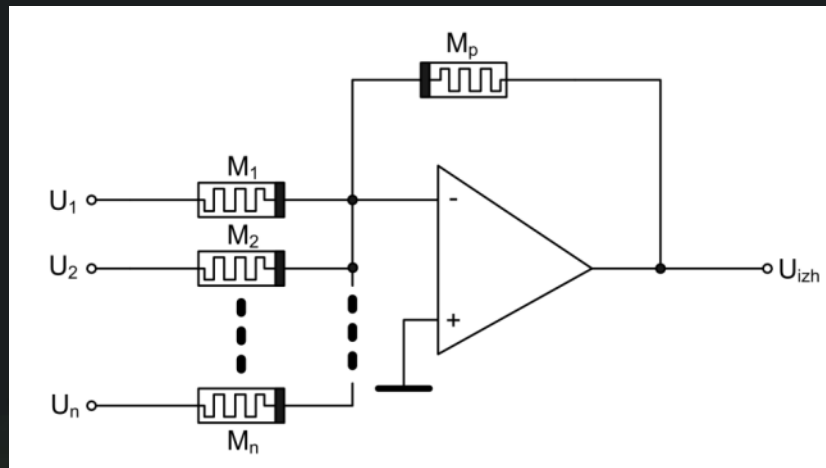 Mₚ
M₁
U₁
-
M₂
U₂
Uᵢzₕ
+
Uₙ
Mₙ